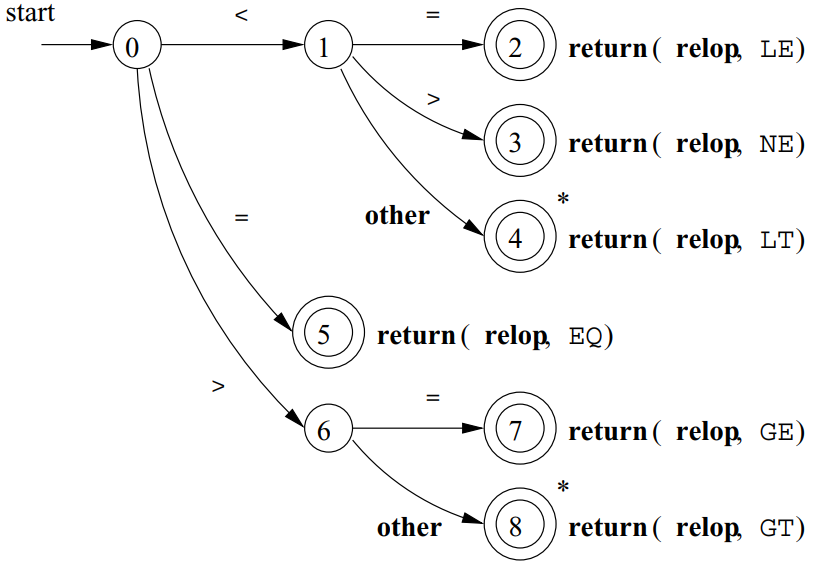 start
0 < 1 = 2 return( relop, LE)
> 3 return( relop, NE)
other 4 * return( relop, LT)
= 5 return( relop, EQ)
> 6 = 7 return( relop, GE)
other 8 * return( relop, GT)